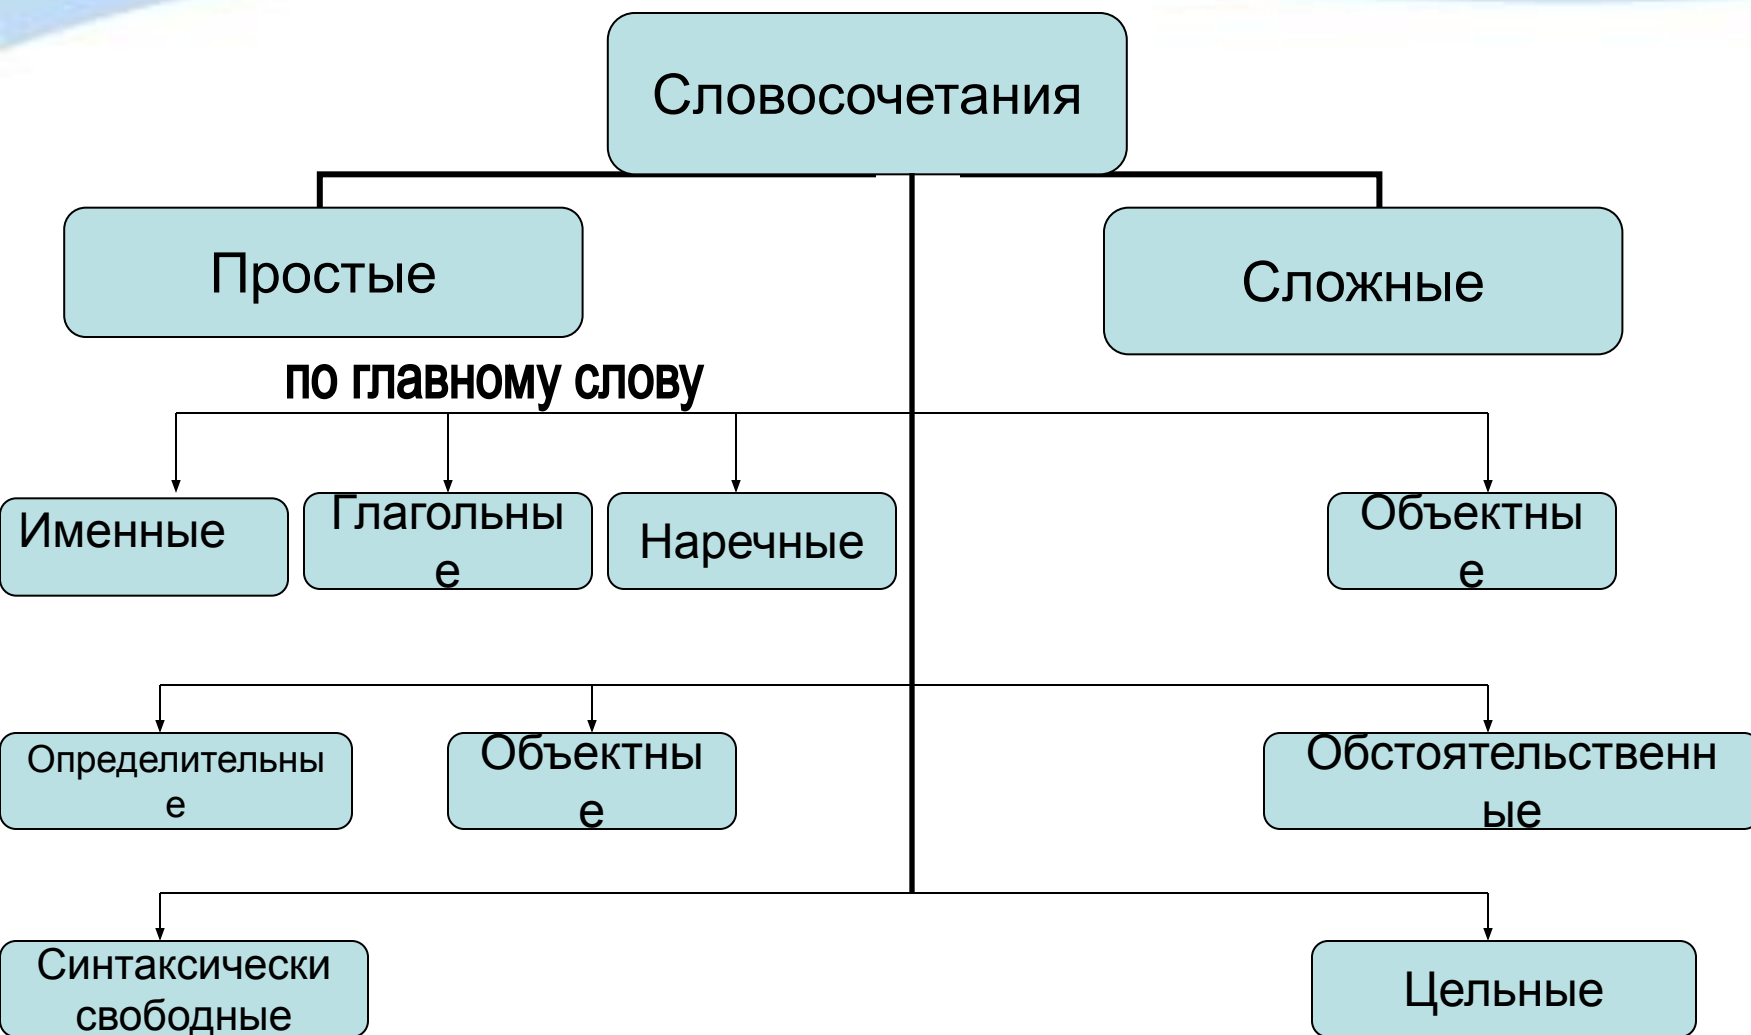 Словосочетания
Простые
Сложные
по главному слову
Именные
Глагольны
е
Наречные
Объектны
е
Определительны
е
Объектны
е
Обстоятельственн
ые
Синтаксически
свободные
Цельные